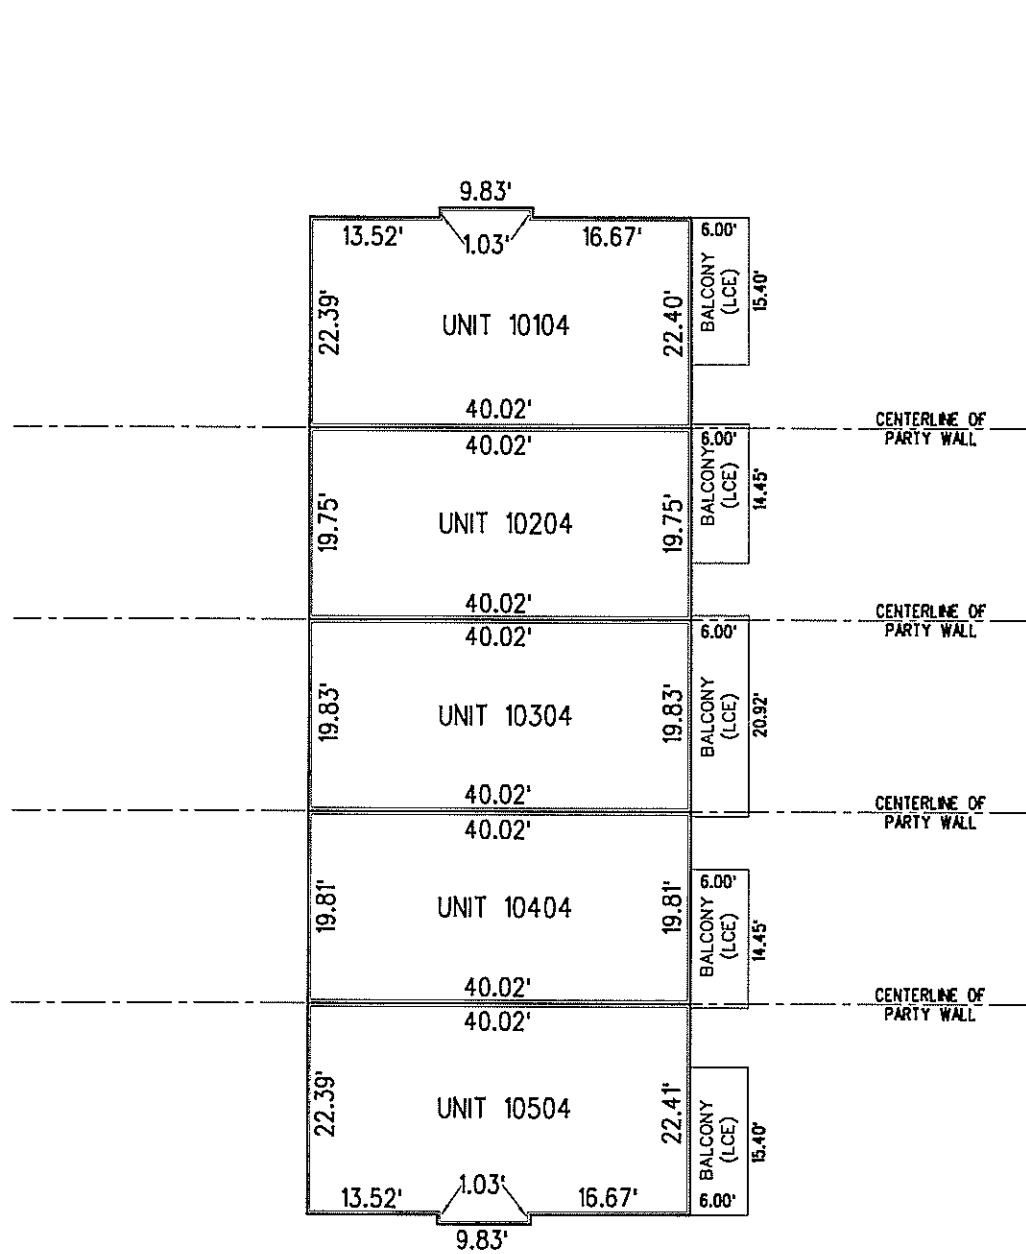 9.83'
13.52'
1.03'
16.67'
6.00'
BALCONY
(LCE)
15.40'
22.39'
UNIT 10104
22.40'
40.02'
CENTERLINE OF
PARTY WALL
40.02'
6.00'
BALCONY
(LCE)
14.45'
19.75'
UNIT 10204
19.75'
40.02'
CENTERLINE OF
PARTY WALL
40.02'
6.00'
BALCONY
(LCE)
20.92'
19.83'
UNIT 10304
19.83'
40.02'
CENTERLINE OF
PARTY WALL
40.02'
6.00'
BALCONY
(LCE)
14.45'
19.81'
UNIT 10404
19.81'
40.02'
CENTERLINE OF
PARTY WALL
40.02'
22.39'
UNIT 10504
22.41'
BALCONY
(LCE)
15.40'
6.00'
13.52'
1.03'
16.67'
9.83'